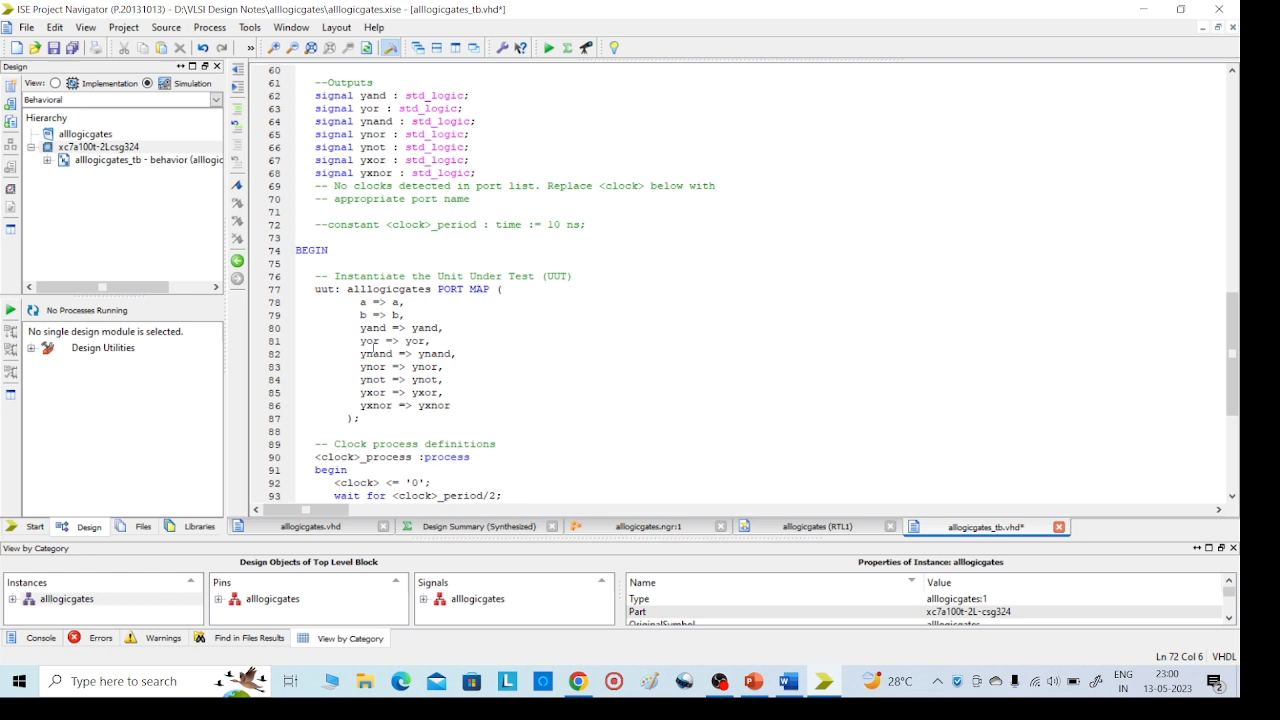 ISE Project Navigator (P.20131013) - D:\VLSI Design Notes\alllogicgates\alllogicgates.xise - [alllogicgates_tb.vhd*]
File Edit View Project Source Process Tools Window Layout Help
Design
View: Implementation Simulation
Behavioral
Hierarchy
alllogicgates
xc7a100t-2Lcsg324
alllogicgates_tb - behavior (alllogic
No Processes Running
No single design module is selected.
Design Utilities
60
61 --Outputs
62 signal yand : std_logic;
63 signal yor : std_logic;
64 signal ynand : std_logic;
65 signal ynor : std_logic;
66 signal ynot : std_logic;
67 signal yxor : std_logic;
68 signal yxnor : std_logic;
69 -- No clocks detected in port list. Replace <clock> below with
70 -- appropriate port name
71
72 --constant <clock>_period : time := 10 ns;
73
74 BEGIN
75
76 -- Instantiate the Unit Under Test (UUT)
77 uut: alllogicgates PORT MAP (
78 a => a,
79 b => b,
80 yand => yand,
81 yor => yor,
82 ynand => ynand,
83 ynor => ynor,
84 ynot => ynot,
85 yxor => yxor,
86 yxnor => yxnor
87 );
88
89 -- Clock process definitions
90 <clock>_process :process
91 begin
92 <clock> <= '0';
93 wait for <clock>_period/2;
Start Design Files Libraries
alllogicgates.vhd Design Summary (Synthesized) alllogicgates.ngr:1 alllogicgates (RTL1) alllogicgates_tb.vhd*
View by Category
Design Objects of Top Level Block Properties of Instance: alllogicgates
Instances Pins Signals Name Value
alllogicgates alllogicgates alllogicgates Type alllogicgates:1
Part xc7a100t-2L-csg324
OriginalSymbol alllogicgates
Console Errors Warnings Find in Files Results View by Category
Ln 72 Col 6 VHDL
Type here to search
28°C
ENG
IN
23:00
13-05-2023
2